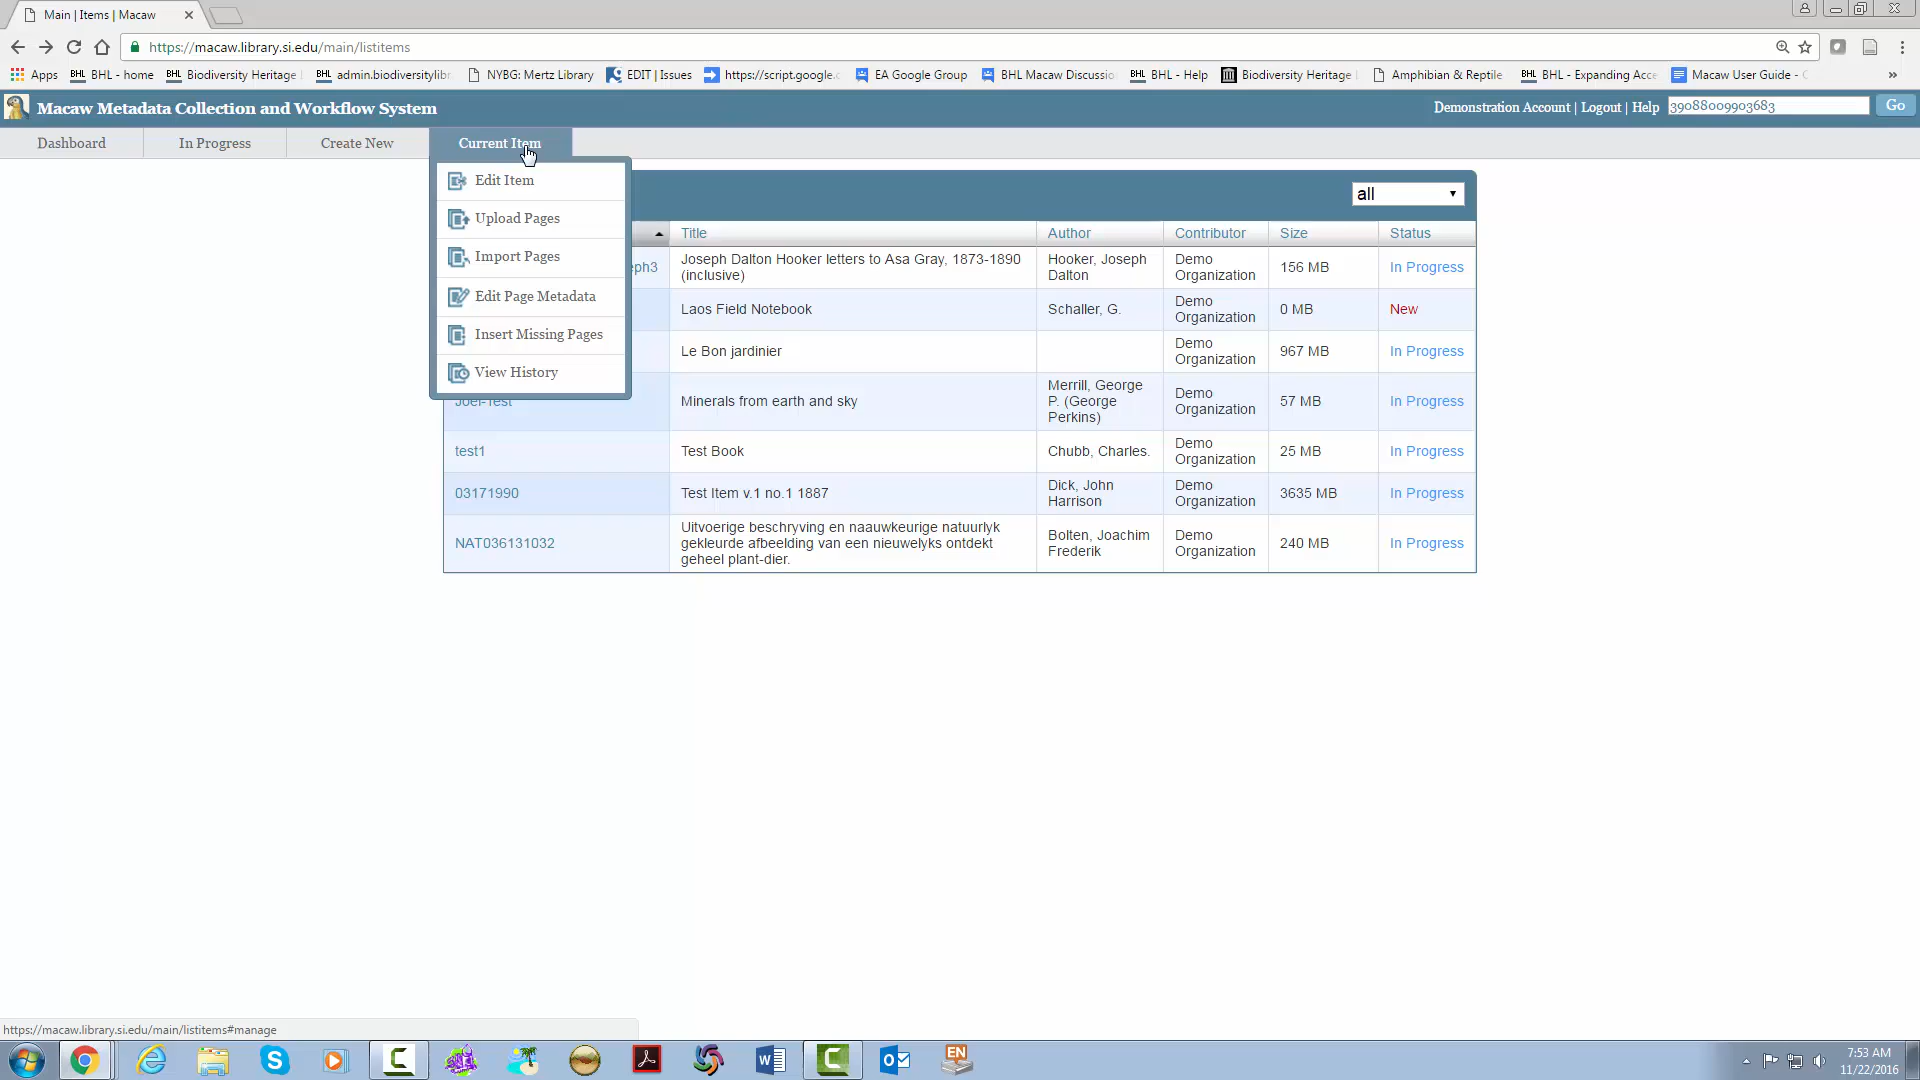 Main | Items | Macaw
https://macaw.library.si.edu/main/listitems
Apps BHL BHL - home BHL Biodiversity Heritage BHL admin.biodiversitylibr NYBG: Mertz Library EDIT | Issues https://script.google.c EA Google Group BHL Macaw Discussio BHL BHL - Help Biodiversity Heritage Amphibian & Reptile BHL BHL - Expanding Acce Macaw User Guide - »
Macaw Metadata Collection and Workflow System
Demonstration Account | Logout | Help 39088009903683 Go
Dashboard In Progress Create New Current Item
Edit Item
Upload Pages
Import Pages
Edit Page Metadata
Insert Missing Pages
View History
all
Title Author Contributor Size Status
eph3 Joseph Dalton Hooker letters to Asa Gray, 1873-1890 Hooker, Joseph Demo 156 MB In Progress
(inclusive) Dalton Organization
Laos Field Notebook Schaller, G. Demo 0 MB New
Organization
Le Bon jardinier Demo 967 MB In Progress
Organization
Joel-Test Minerals from earth and sky Merrill, George Demo 57 MB In Progress
P. (George Organization
Perkins)
test1 Test Book Chubb, Charles. Demo 25 MB In Progress
Organization
03171990 Test Item v.1 no.1 1887 Dick, John Demo 3635 MB In Progress
Harrison Organization
NAT036131032 Uitvoerige beschryving en naauwkeurige natuurlyk Bolten, Joachim Demo 240 MB In Progress
gekleurde afbeelding van een nieuwelyks ontdekt Frederik Organization
geheel plant-dier.
https://macaw.library.si.edu/main/listitems#manage
EN
7:53 AM
11/22/2016